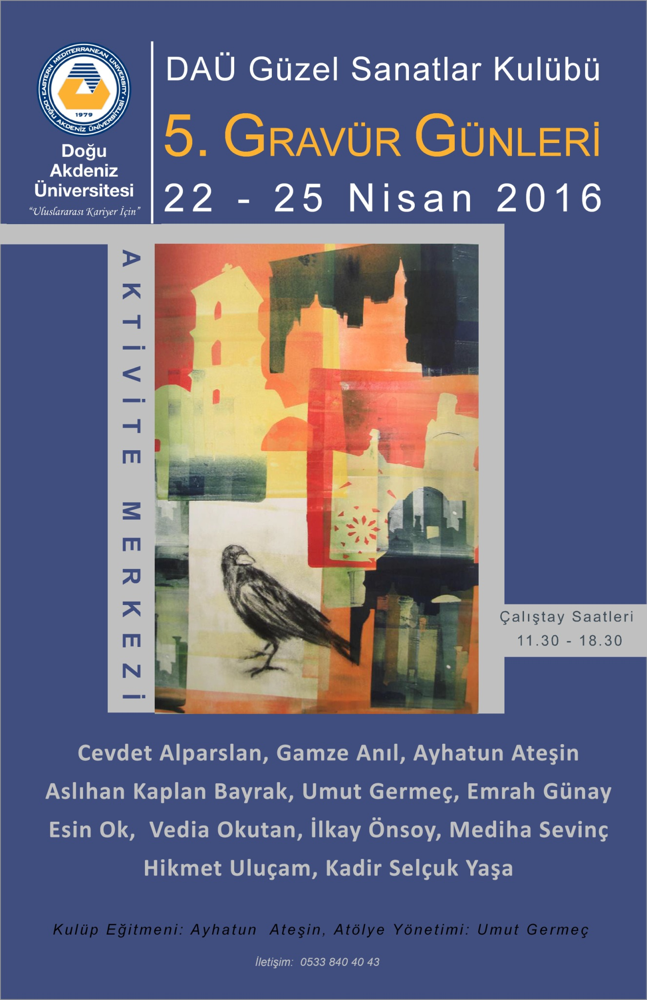 EASTERN MEDITERRANEAN UNIVERSITY
1979
DOĞU AKDENİZ ÜNİVERSİTESİ
Doğu
Akdeniz
Üniversitesi
“Uluslararası Kariyer İçin”
DAÜ Güzel Sanatlar Kulübü
5. GRAVÜR GÜNLERİ
22 - 25 Nisan 2016
AKTİVİTE MERKEZİ
Çalıştay Saatleri
11.30 - 18.30
Cevdet Alparslan, Gamze Anıl, Ayhatun Ateşin
Aslıhan Kaplan Bayrak, Umut Germeç, Emrah Günay
Esin Ok, Vedia Okutan, İlkay Önsoy, Mediha Sevinç
Hikmet Uluçam, Kadir Selçuk Yaşa
Kulüp Eğitmeni: Ayhatun Ateşin, Atölye Yönetimi: Umut Germeç
İletişim: 0533 840 40 43